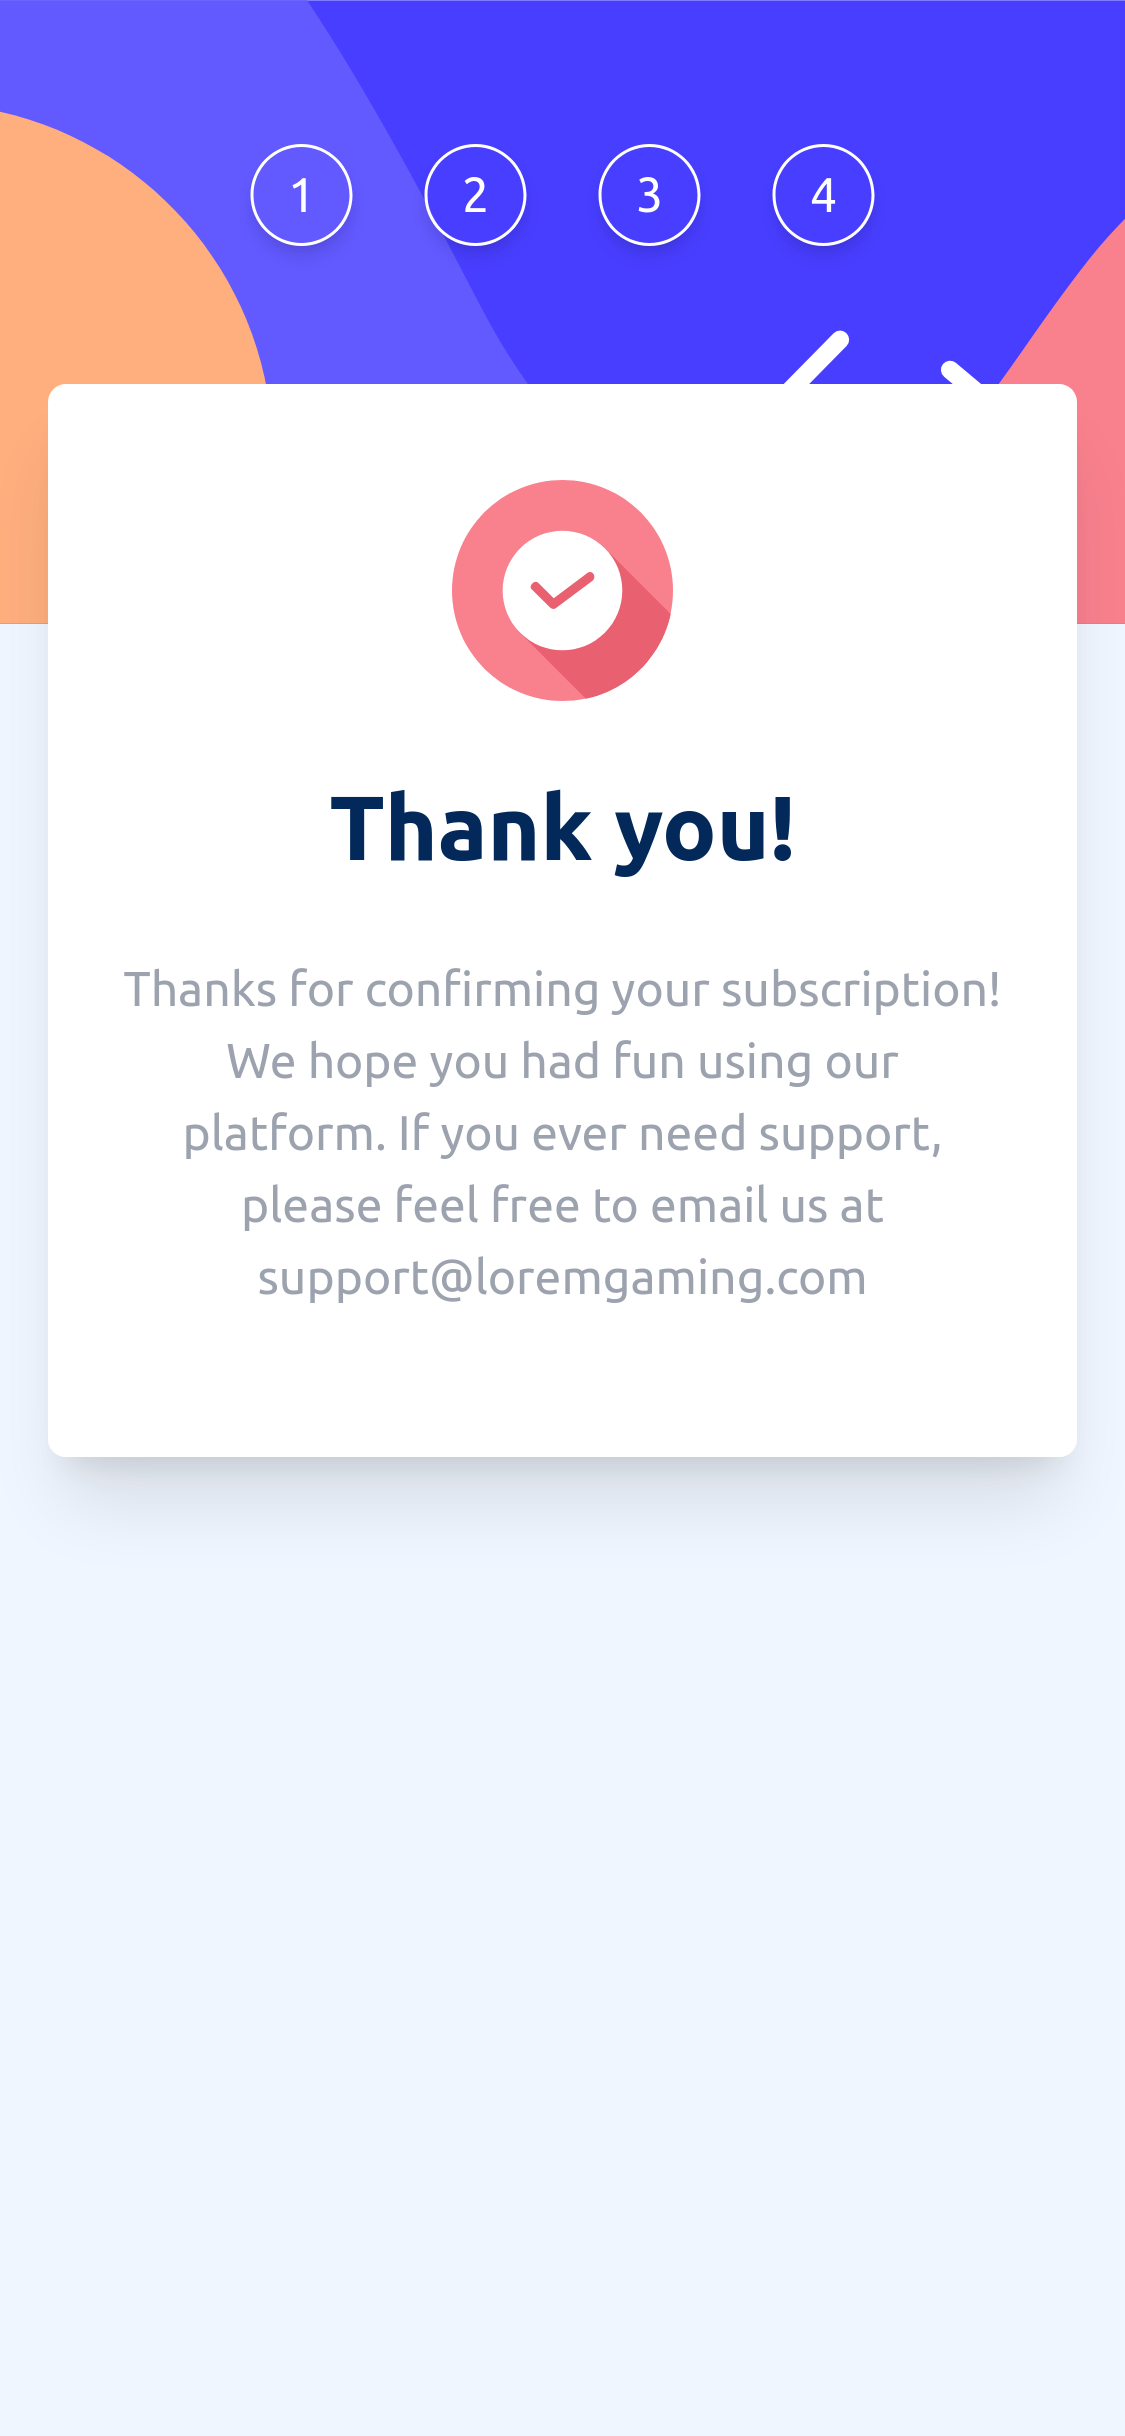 1 2 3 4
Thank you!
Thanks for confirming your subscription!
We hope you had fun using our
platform. If you ever need support,
please feel free to email us at
support@loremgaming.com